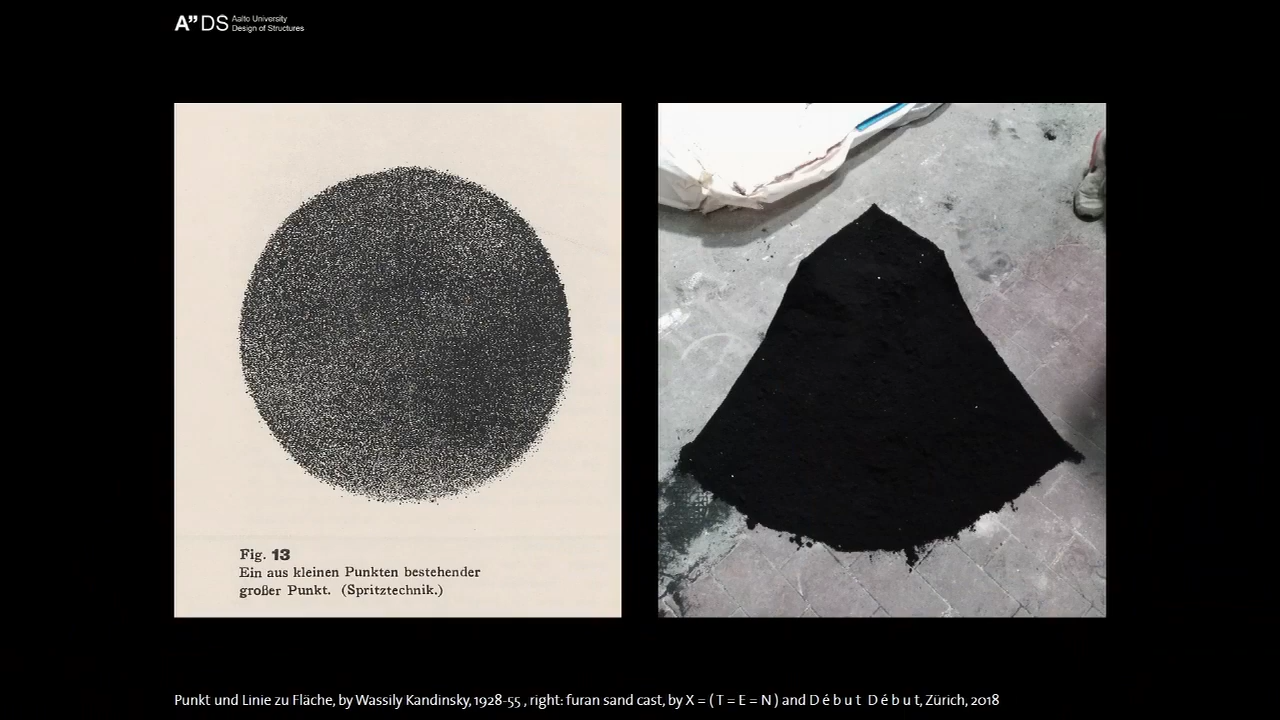 A” DS Aalto University
Design of Structures
Fig. 13
Ein aus kleinen Punkten bestehender
großer Punkt. (Spritztechnik.)
Punkt und Linie zu Fläche, by Wassily Kandinsky, 1928-55 , right: furan sand cast, by X = ( T = E = N ) and D é b u t D é b u t, Zürich, 2018